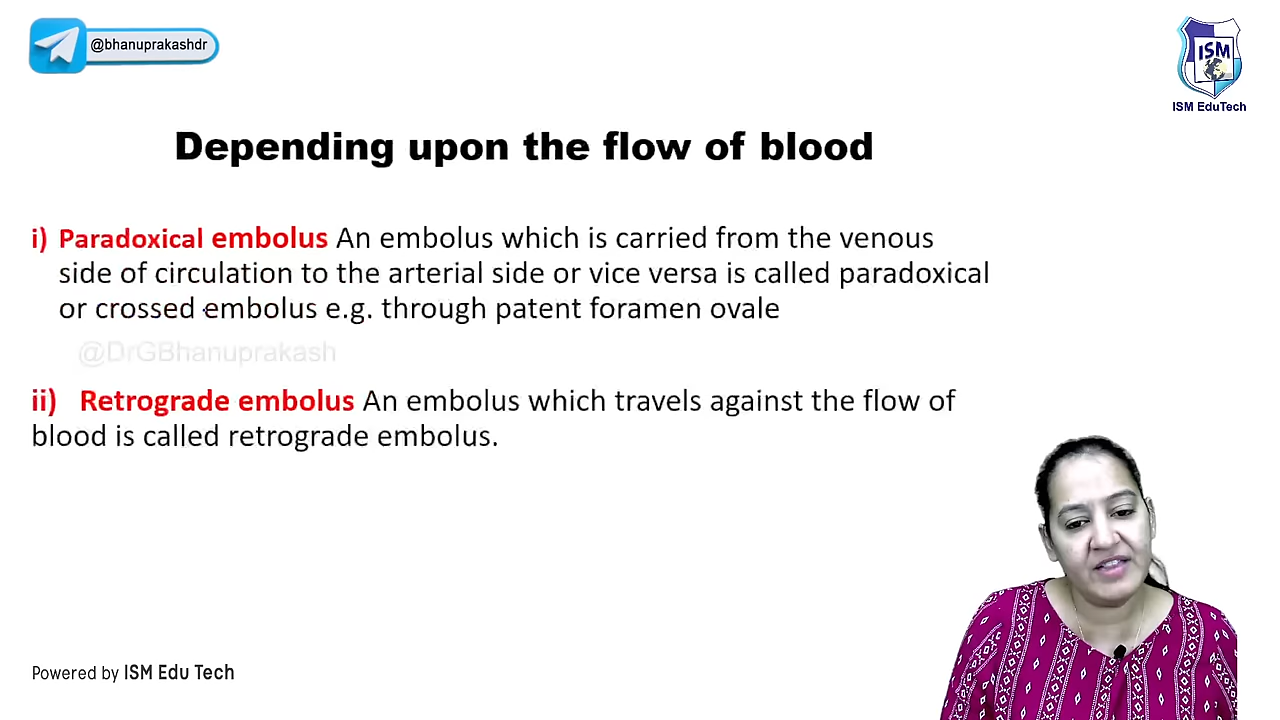 @bhanuprakashdr
ISM
ISM EduTech
Depending upon the flow of blood
i) Paradoxical embolus An embolus which is carried from the venous
side of circulation to the arterial side or vice versa is called paradoxical
or crossed embolus e.g. through patent foramen ovale
@DrGBhanuprakash
ii) Retrograde embolus An embolus which travels against the flow of
blood is called retrograde embolus.
Powered by ISM Edu Tech